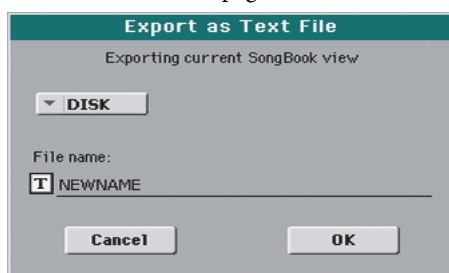 Export as Text File
Exporting current SongBook view
DISK
File name:
T NEWNAME
Cancel OK